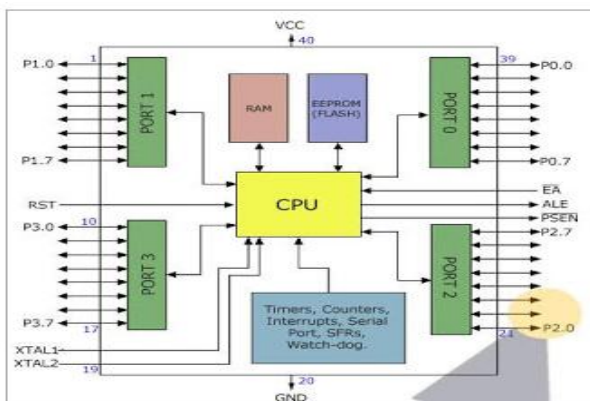 VCC
40
1
39
P1.0
P0.0
PORT 1
RAM
EEPROM
(FLASH)
PORT 0
P1.7
P0.7
EA
RST
CPU
ALE
PSEN
P3.0
10
P2.7
PORT 3
PORT 2
Timers, Counters,
Interrupts, Serial
Port, SFRs,
Watch-dog.
P3.7
17
21
P2.0
XTAL1
XTAL2
19
20
GND